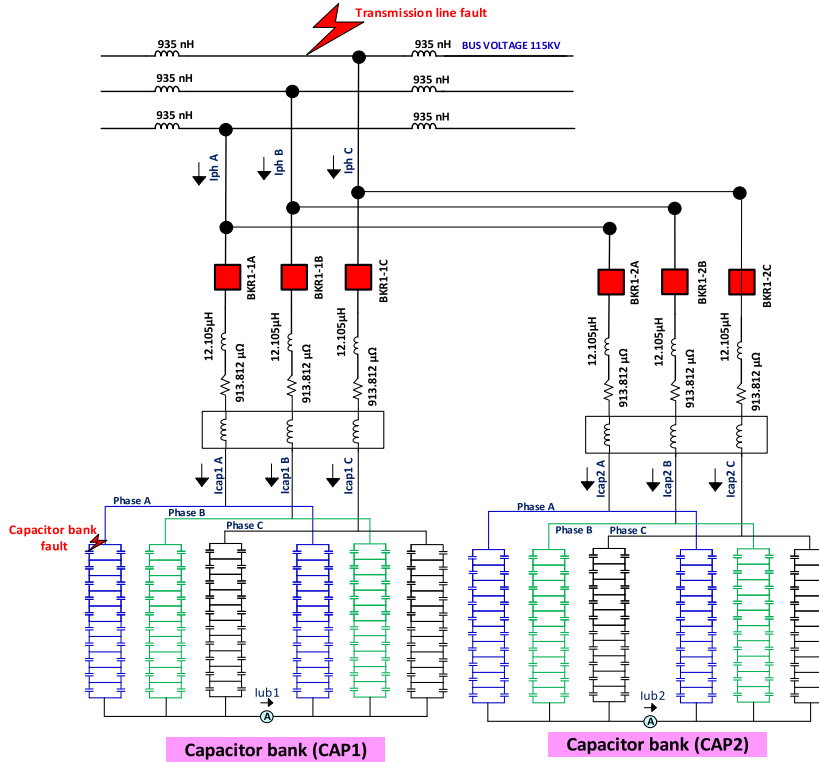 Transmission line fault
935 nH
935 nH
BUS VOLTAGE 115KV
935 nH
935 nH
935 nH
935 nH
Iph A
Iph B
Iph C
BKR1-1A
BKR1-1B
BKR1-1C
BKR1-2A
BKR1-2B
BKR1-2C
12.105µH
12.105µH
12.105µH
12.105µH
12.105µH
12.105µH
913.812 µΩ
913.812 µΩ
913.812 µΩ
913.812 µΩ
913.812 µΩ
913.812 µΩ
Icap1 A
Icap1 B
Icap1 C
Icap2 A
Icap2 B
Icap2 C
Phase A
Phase B
Phase C
Phase A
Phase B
Phase C
Capacitor bank
fault
Iub1
A
Iub2
A
Capacitor bank (CAP1)
Capacitor bank (CAP2)